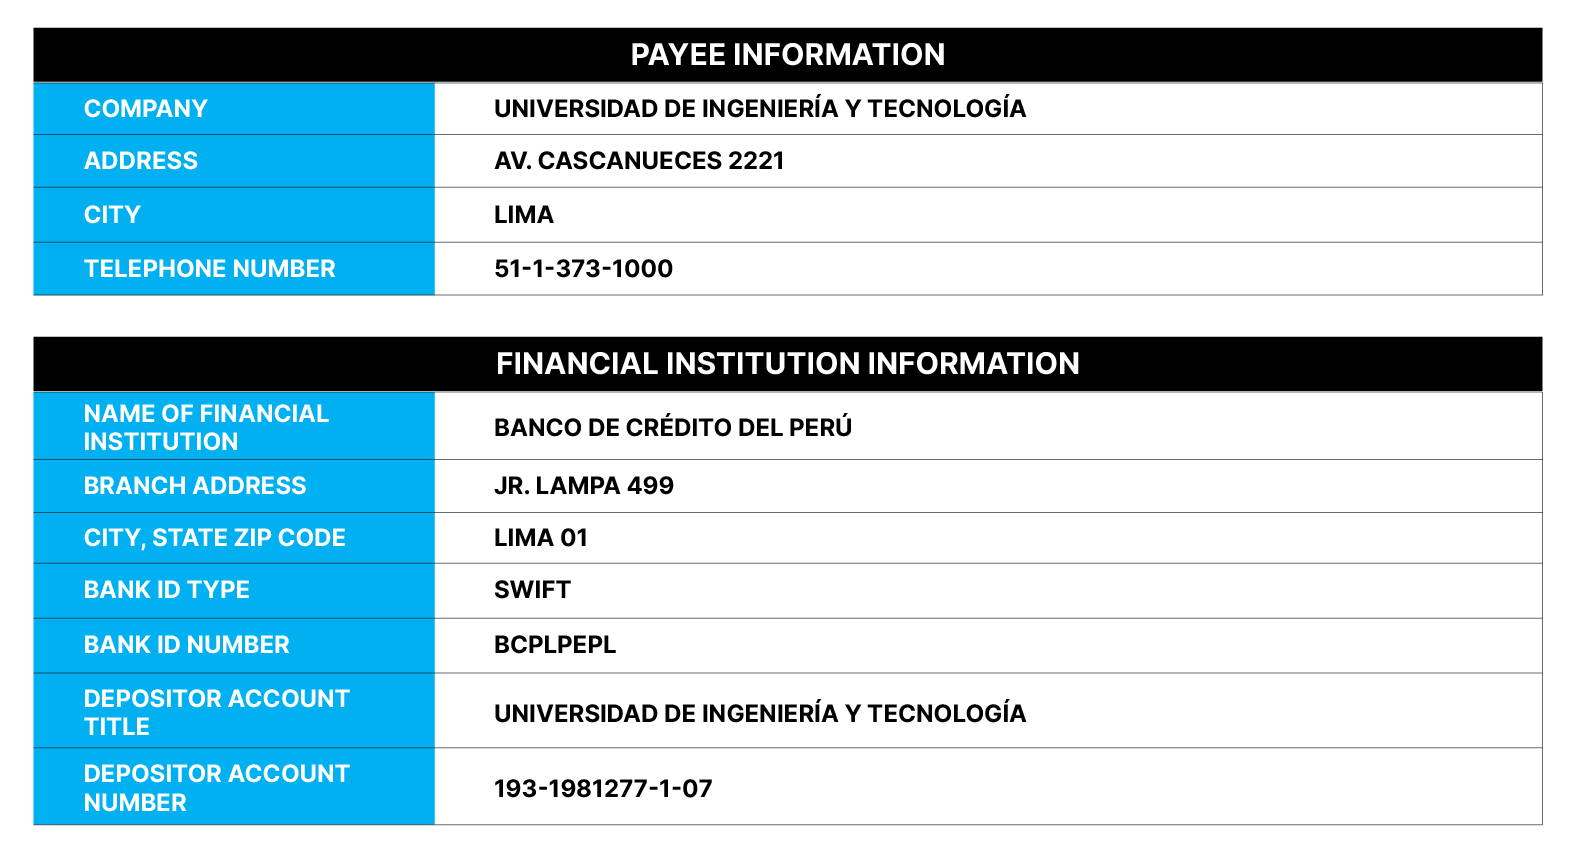 PAYEE INFORMATION
COMPANY UNIVERSIDAD DE INGENIERÍA Y TECNOLOGÍA
ADDRESS AV. CASCANUECES 2221
CITY LIMA
TELEPHONE NUMBER 51-1-373-1000
FINANCIAL INSTITUTION INFORMATION
NAME OF FINANCIAL
INSTITUTION
BANCO DE CRÉDITO DEL PERÚ
BRANCH ADDRESS JR. LAMPA 499
CITY, STATE ZIP CODE LIMA 01
BANK ID TYPE SWIFT
BANK ID NUMBER BCPLPEPL
DEPOSITOR ACCOUNT
TITLE
UNIVERSIDAD DE INGENIERÍA Y TECNOLOGÍA
DEPOSITOR ACCOUNT
NUMBER
193-1981277-1-07